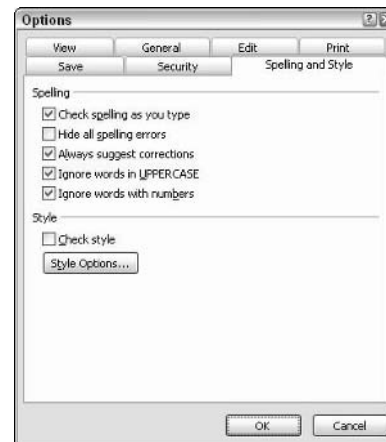 Options
View General Edit Print
Save Security Spelling and Style
Spelling
Check spelling as you type
Hide all spelling errors
Always suggest corrections
Ignore words in UPPERCASE
Ignore words with numbers
Style
Check style
Style Options...
OK Cancel